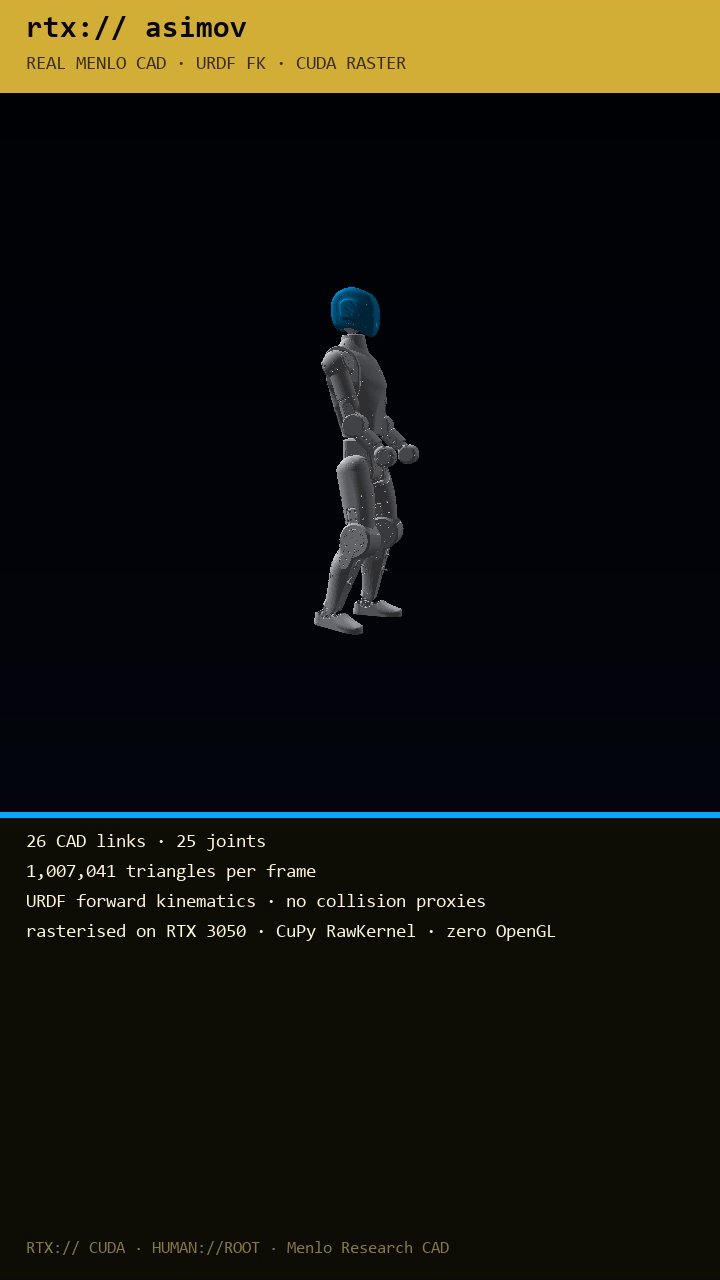 rtx:// asimov
REAL MENLO CAD · URDF FK · CUDA RASTER
26 CAD links · 25 joints
1,007,041 triangles per frame
URDF forward kinematics · no collision proxies
rasterised on RTX 3050 · CuPy RawKernel · zero OpenGL
RTX:// CUDA · HUMAN://ROOT · Menlo Research CAD